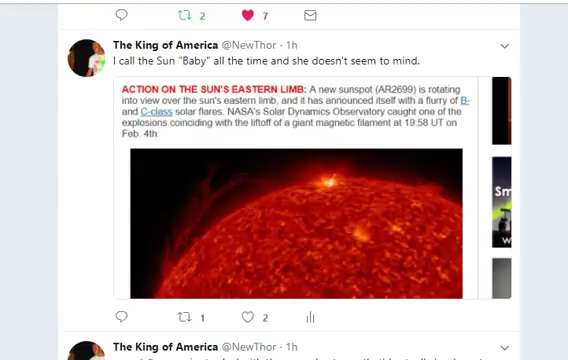 2 7
The King of America @NewThor · 1h
I call the Sun "Baby" all the time and she doesn't seem to mind.
ACTION ON THE SUN'S EASTERN LIMB: A new sunspot (AR2699) is rotating
into view over the sun's eastern limb, and it has announced itself with a flurry of B-
and C-class solar flares. NASA's Solar Dynamics Observatory caught one of the
explosions coinciding with the liftoff of a giant magnetic filament at 19:58 UT on
Feb. 4th:
Sm
1 2
The King of America @NewThor · 1h